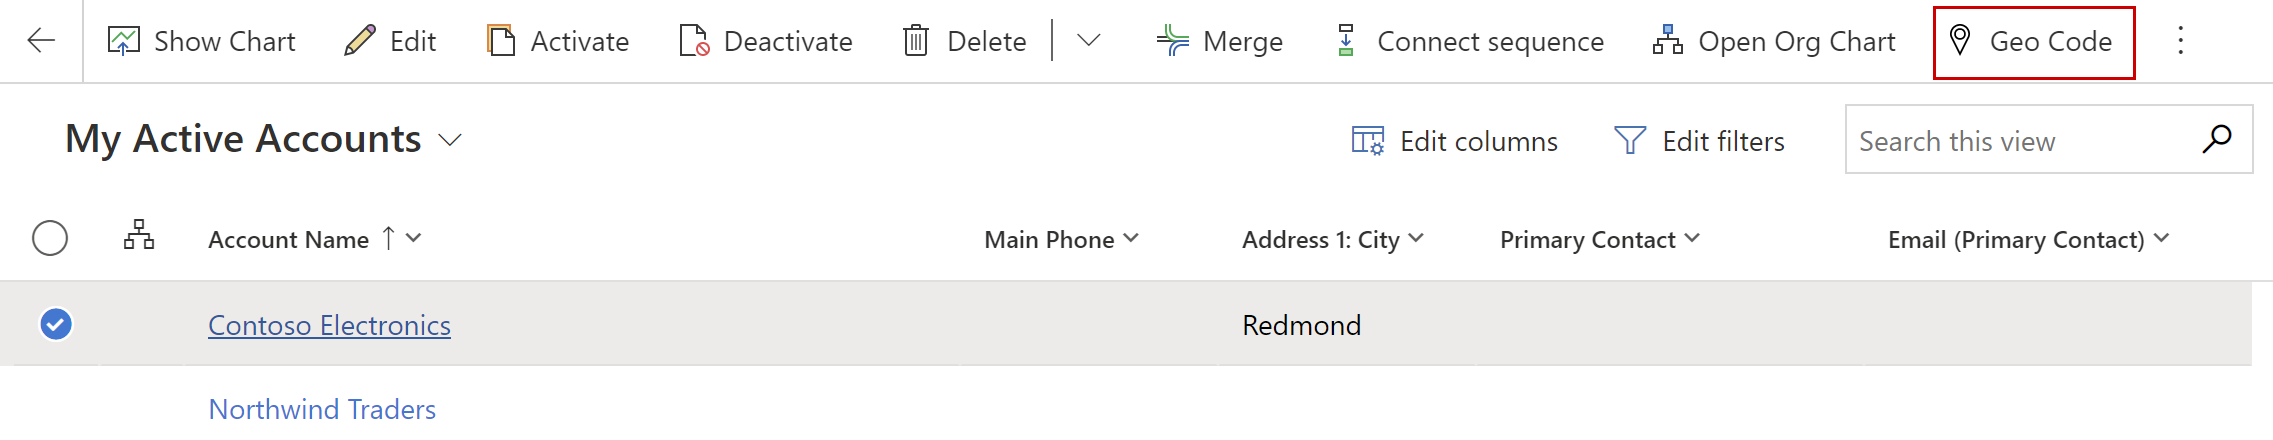 Show Chart Edit Activate Deactivate Delete Merge Connect sequence Open Org Chart Geo Code
My Active Accounts Edit columns Edit filters Search this view
Account Name Main Phone Address 1: City Primary Contact Email (Primary Contact)
Contoso Electronics Redmond
Northwind Traders